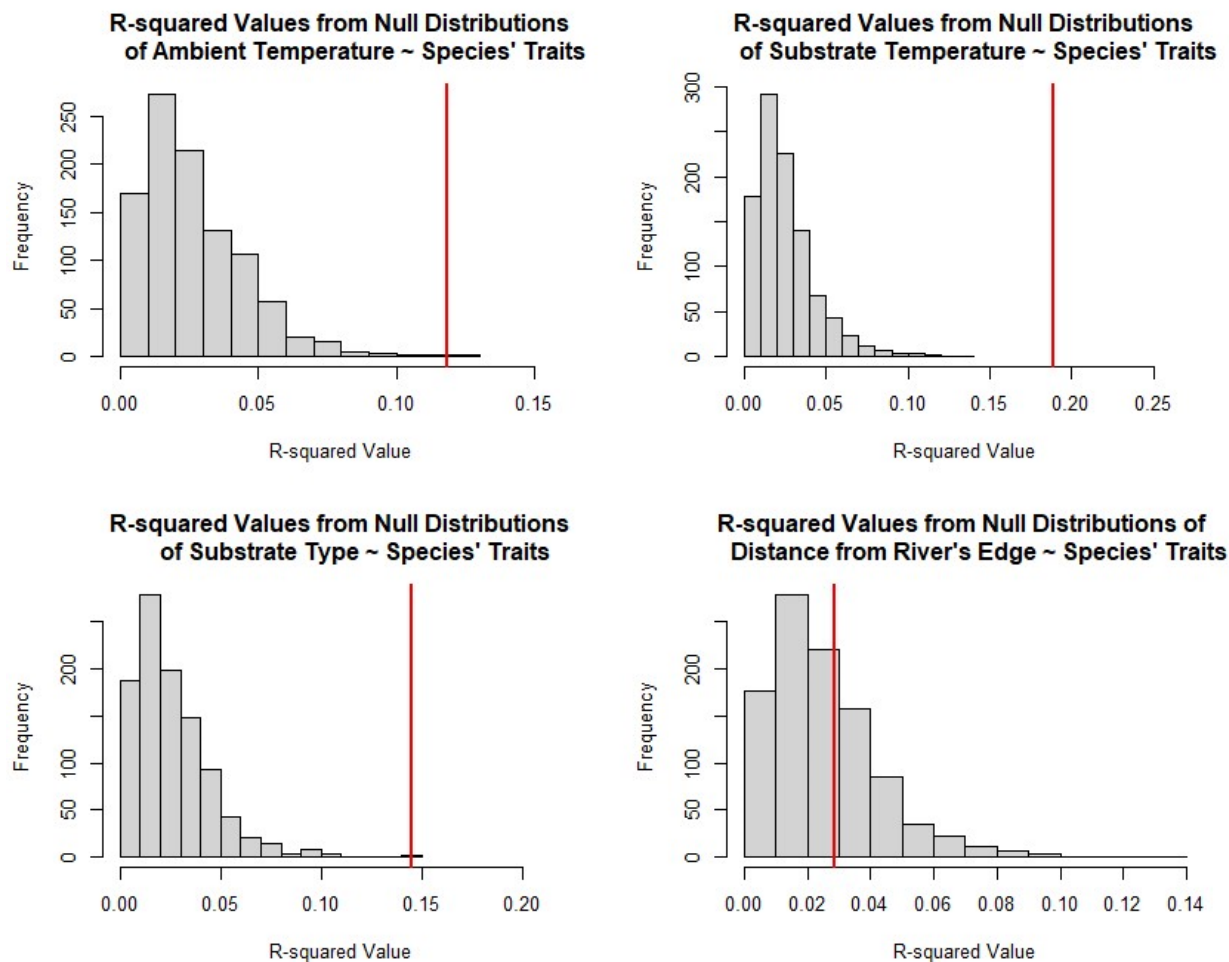 R-squared Values from Null Distributions
of Ambient Temperature ~ Species' Traits
250
200
150
100
50
0
Frequency
0.00 0.05 0.10 0.15
R-squared Value
R-squared Values from Null Distributions
of Substrate Temperature ~ Species' Traits
300
200
100
0
Frequency
0.00 0.05 0.10 0.15 0.20 0.25
R-squared Value
R-squared Values from Null Distributions
of Substrate Type ~ Species' Traits
200
100
50
0
Frequency
0.00 0.05 0.10 0.15 0.20
R-squared Value
R-squared Values from Null Distributions of
Distance from River's Edge ~ Species' Traits
200
100
50
0
Frequency
0.00 0.02 0.04 0.06 0.08 0.10 0.12 0.14
R-squared Value